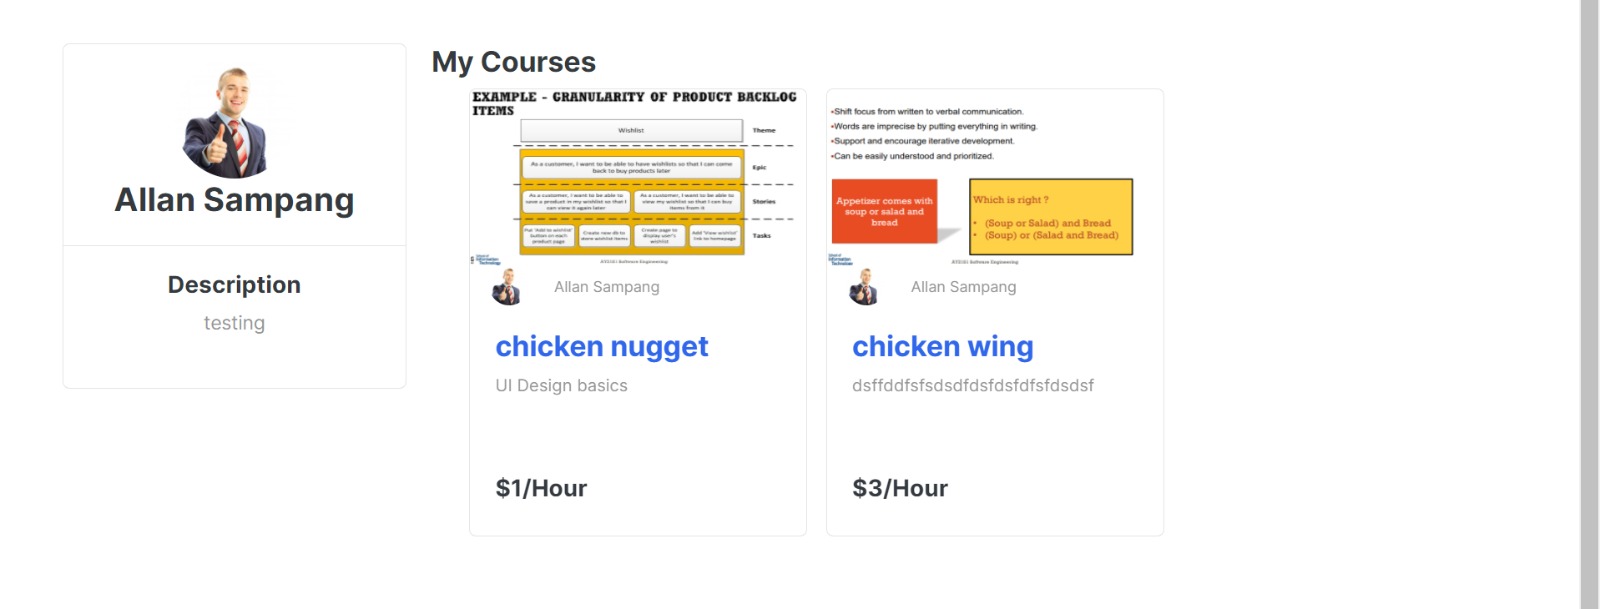 Allan Sampang
Description
testing
My Courses
EXAMPLE - GRANULARITY OF PRODUCT BACKLOG
ITEMS
Wishlist
Theme
As a customer, I want to be able to have wishlists so that I can come
back to buy products later
Epic
As a customer, I want to be able to
save a product in my wishlist so that I
can view it again later
As a customer, I want to be able to
view my wishlist so that I can buy
items from it
Stories
Put 'Add to wishlist'
button on each
product page
Create new db to
store wishlist items
Create page to
display user's
wishlist
Add 'View wishlist'
link to homepage
Tasks
Information
Technology
Software Engineering
Allan Sampang
chicken nugget
UI Design basics
$1/Hour
•Shift focus from written to verbal communication.
•Words are imprecise by putting everything in writing.
•Support and encourage iterative development.
•Can be easily understood and prioritized.
Appetizer comes with
soup or salad and
bread
Which is right ?
• (Soup or Salad) and Bread
• (Soup) or (Salad and Bread)
Information
Technology
Software Engineering
Allan Sampang
chicken wing
dsffddfsfsdsdfdsfdsfdfsfdsdsf
$3/Hour